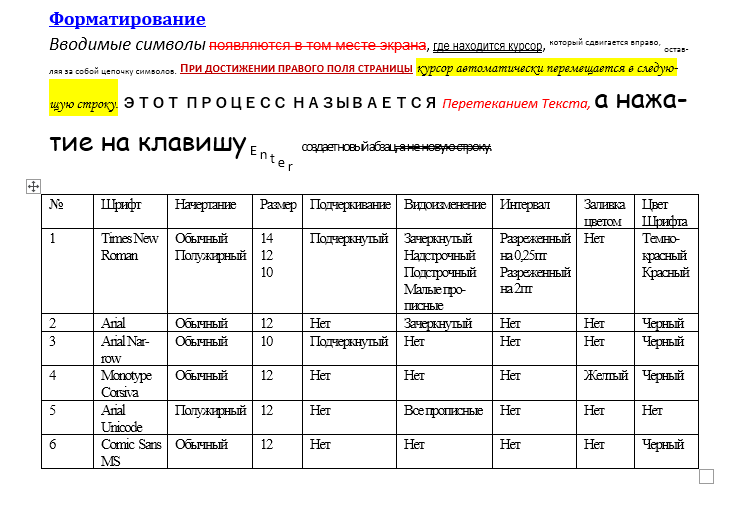 Форматирование
Вводимые символы появляются в том месте экрана, где находится курсор, который сдвигается вправо, остав-
ляя за собой цепочку символов. ПРИ ДОСТИЖЕНИИ ПРАВОГО ПОЛЯ СТРАНИЦЫ курсор автоматически перемещается в следую-
щую строку. ЭТОТ ПРОЦЕСС НАЗЫВАЕТСЯ Перетеканием Текста, а нажа-
тие на клавишу Enter создает новый абзац, а не новую строку.
№ Шрифт Начертание Размер Подчеркивание Видоизменение Интервал Заливка цветом Цвет Шрифта
1 Times New Roman Обычный Полужирный 14 12 10 Подчеркнутый Зачеркнутый Надстрочный Подстрочный Малые про-писные Разреженный на 0,25пт Разреженный на 2пт Нет Темно-красный Красный
2 Arial Обычный 12 Нет Зачеркнутый Нет Нет Черный
3 Arial Nar-row Обычный 10 Подчеркнутый Нет Нет Нет Черный
4 Monotype Corsiva Обычный 12 Нет Нет Нет Желтый Черный
5 Arial Unicode Полужирный 12 Нет Все прописные Нет Нет Нет
6 Comic Sans MS Обычный 12 Нет Нет Нет Нет Черный